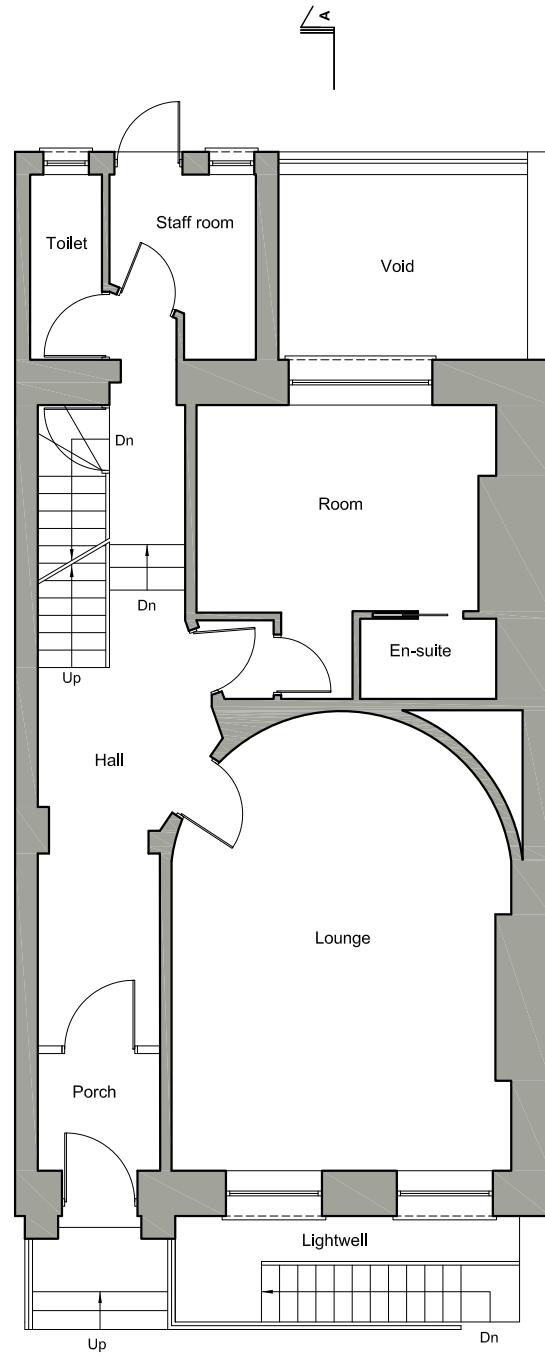 A
Staff room
Toilet
Void
Dn
Room
Dn
En-suite
Up
Hall
Lounge
Porch
Lightwell
Up
Dn